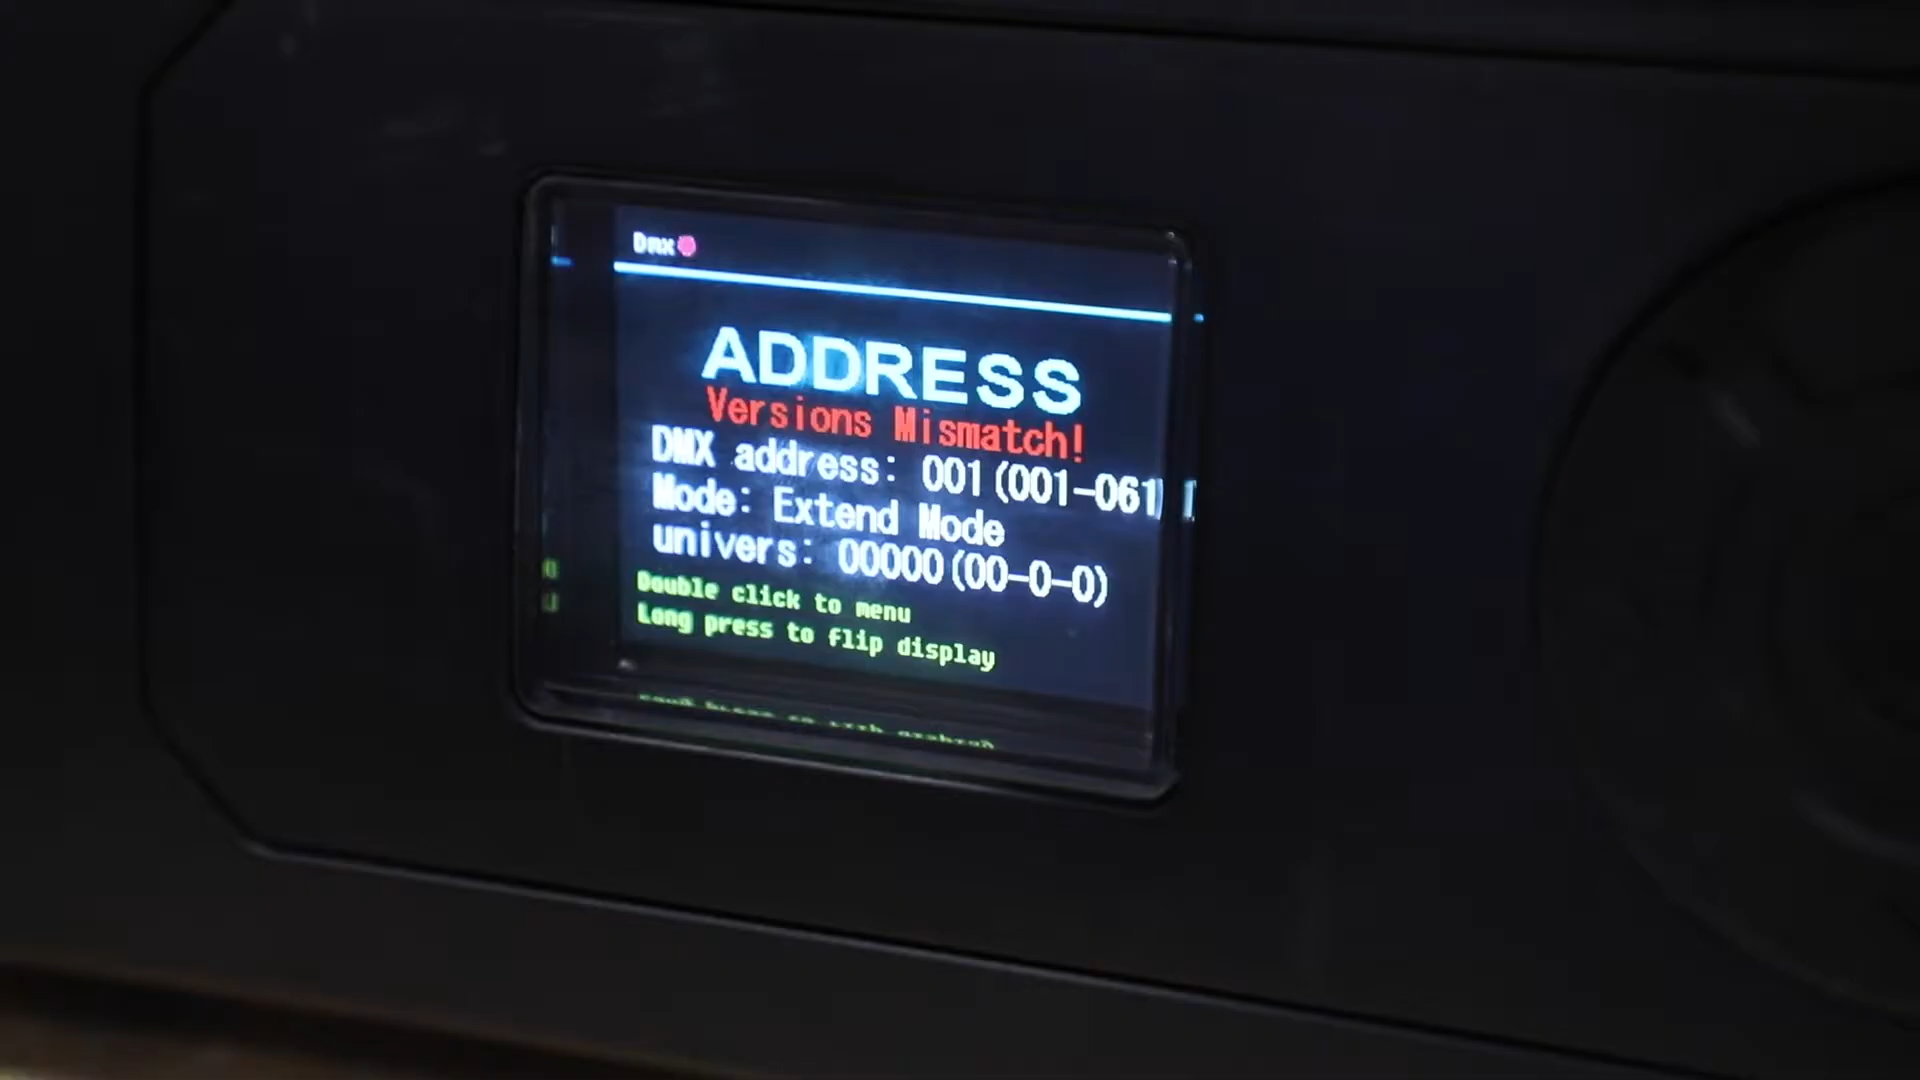 Dmx
ADDRESS
Versions Mismatch!
DMX address: 001(001-061)
Mode: Extend Mode
univers: 00000(00-0-0)
Double click to menu
Long press to flip display